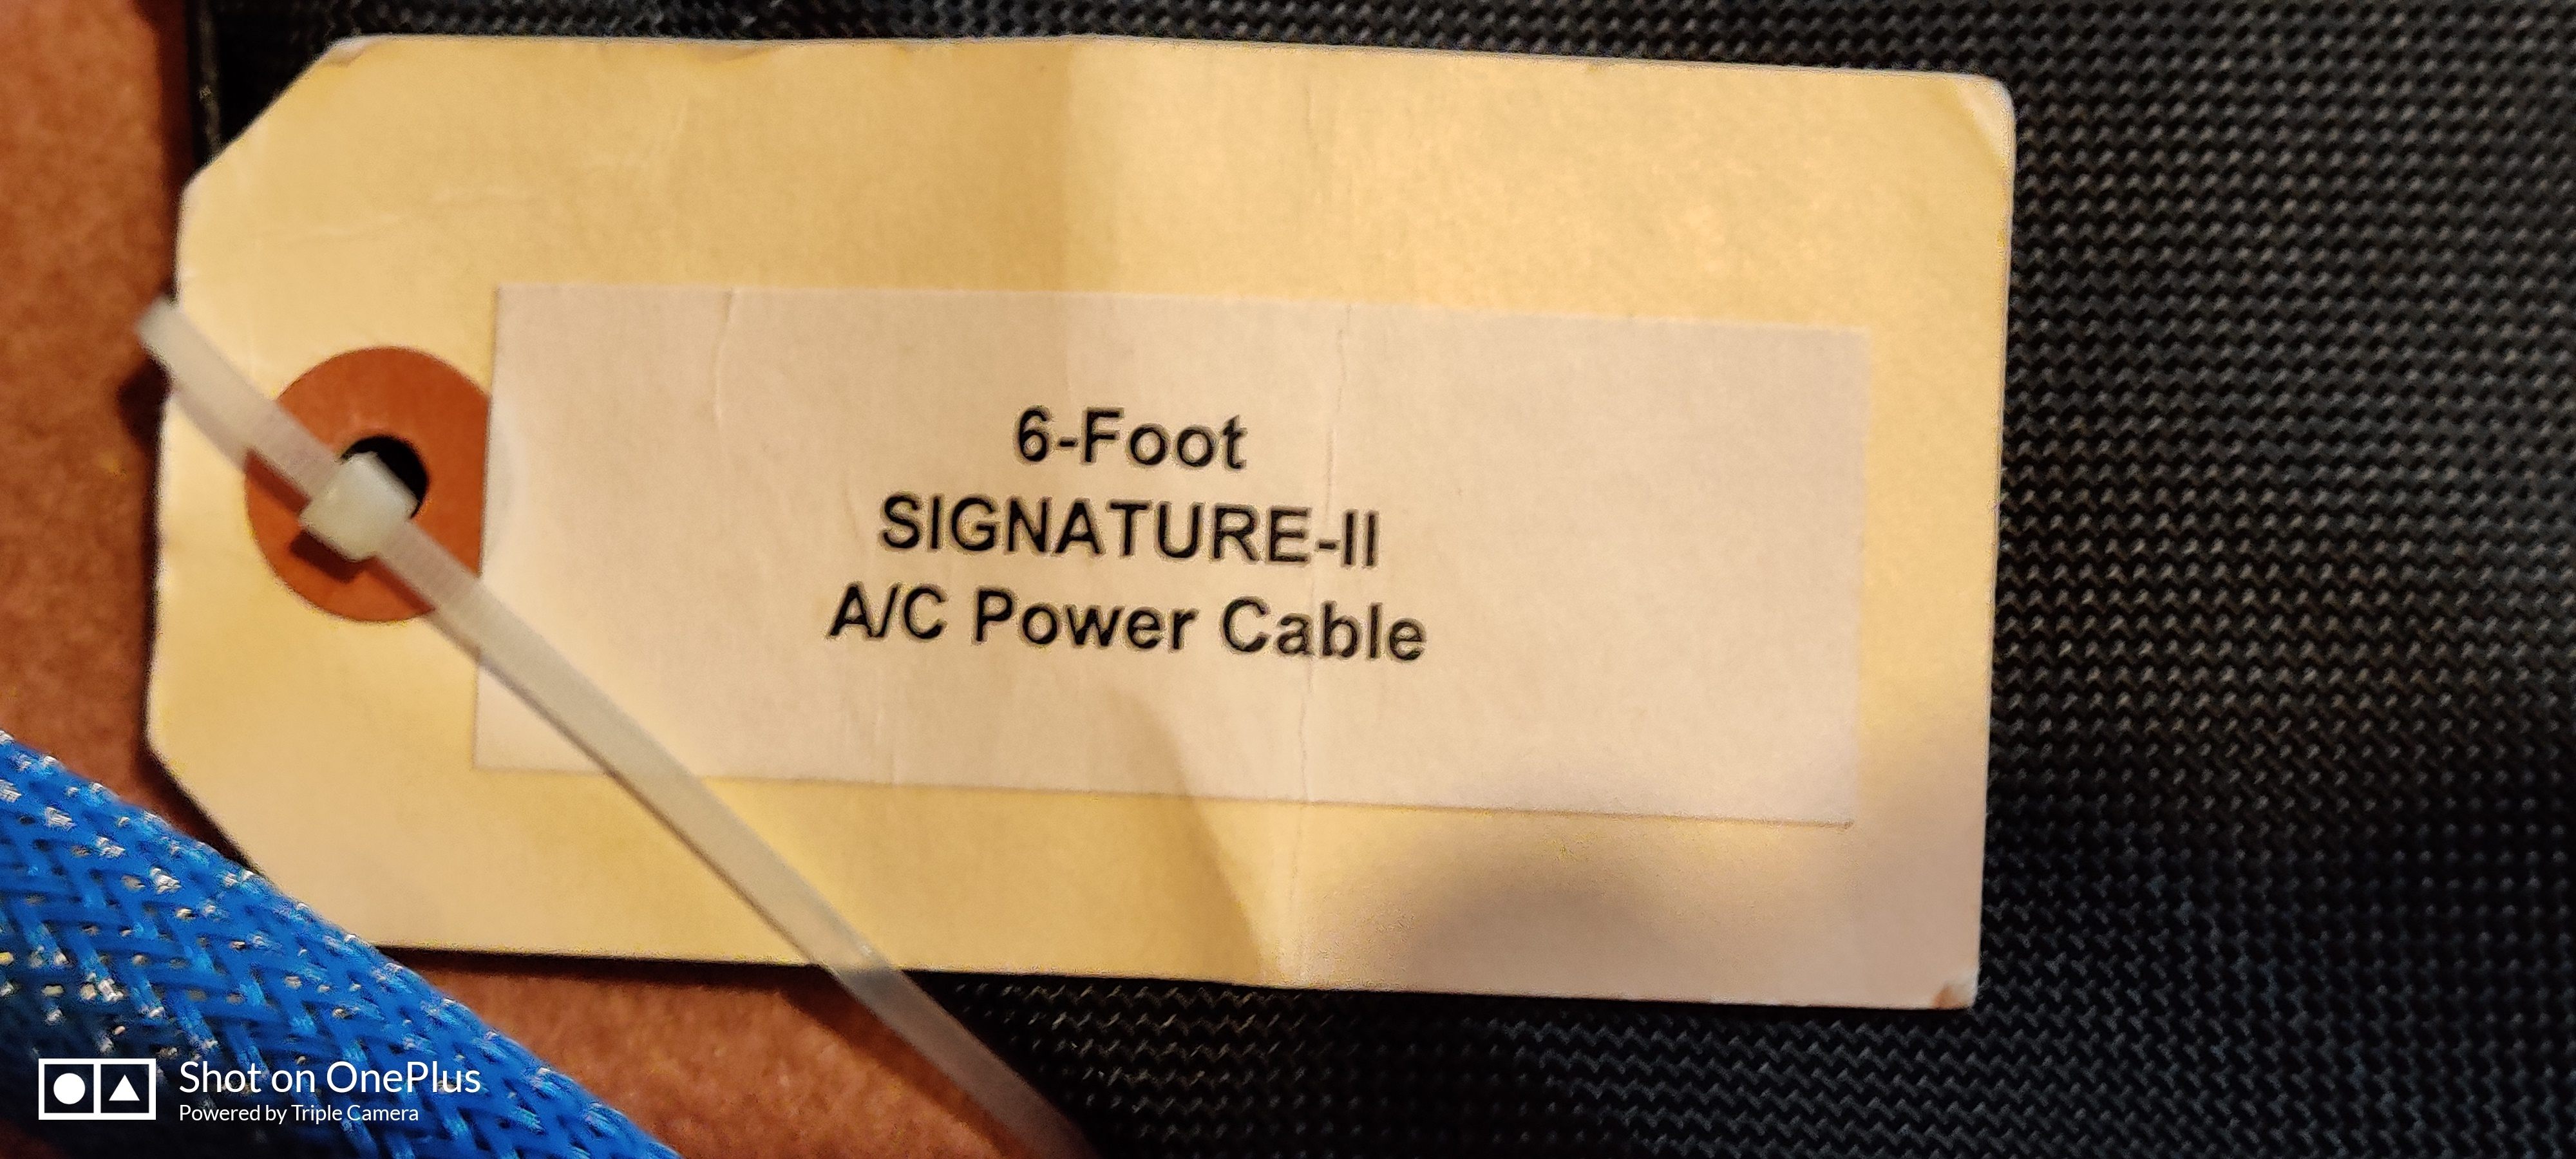 6-Foot
SIGNATURE-II
A/C Power Cable
Shot on OnePlus
Powered by Triple Camera